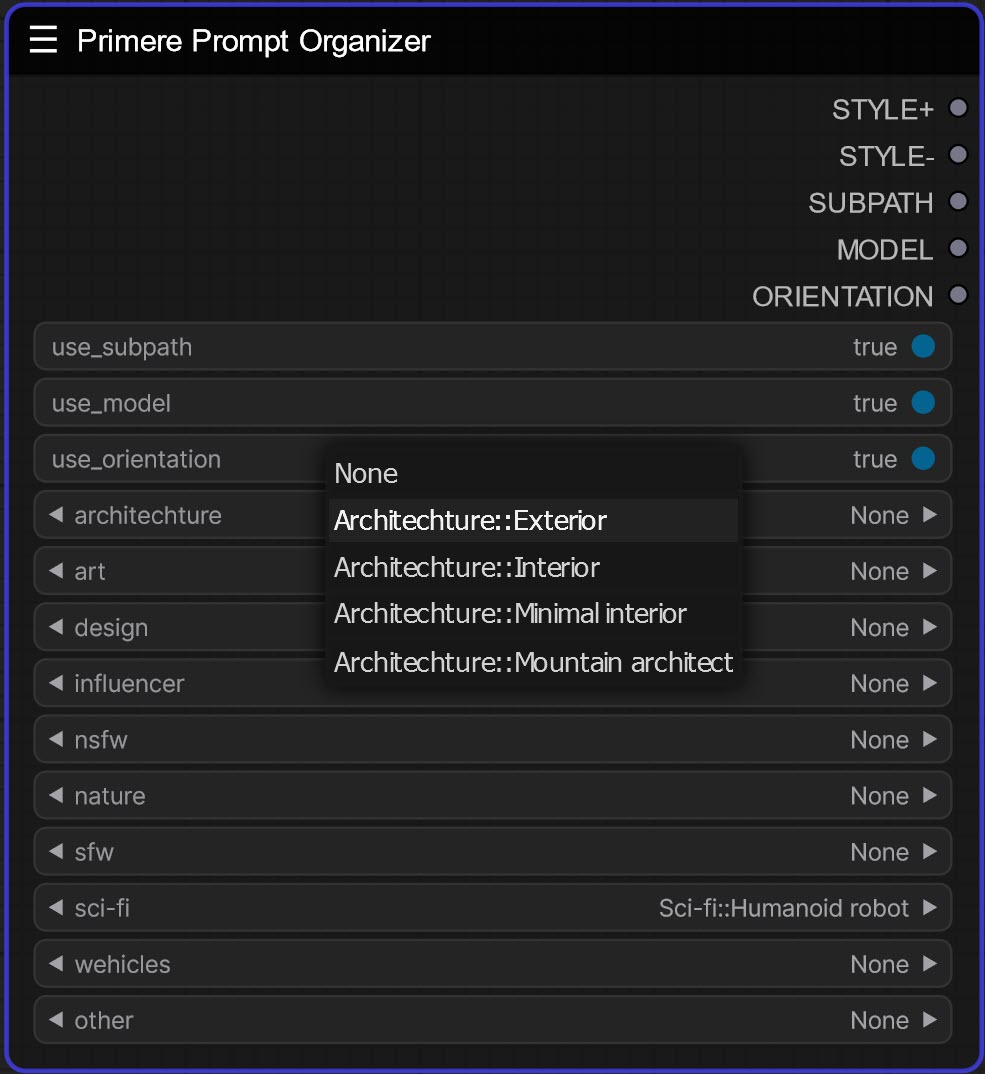 Primere Prompt Organizer
STYLE+
STYLE-
SUBPATH
MODEL
ORIENTATION
use_subpath true
use_model true
use_orientation true
None
architechture None
Architechture::Exterior
art None
Architechture::Interior
design None
Architechture::Minimal interior
influencer None
Architechture::Mountain architect
nsfw None
nature None
sfw None
sci-fi Sci-fi::Humanoid robot
wehicles None
other None